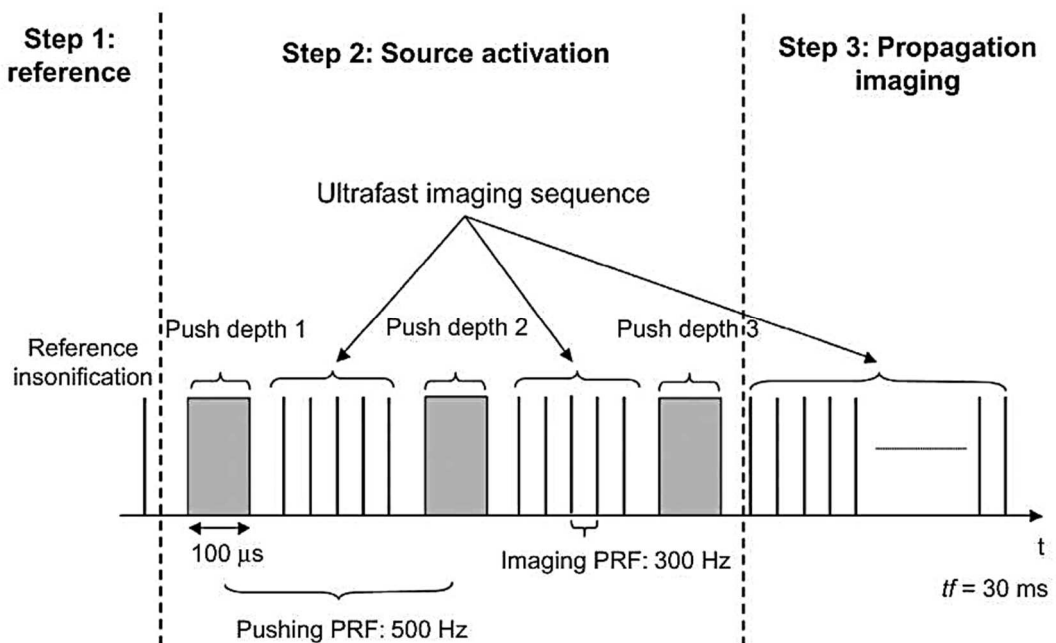 Step 1:
reference
Step 2: Source activation
Step 3: Propagation
imaging
Ultrafast imaging sequence
Push depth 1
Push depth 2
Push depth 3
Reference
insonification
100 μs
Imaging PRF: 300 Hz
t
Pushing PRF: 500 Hz
tf = 30 ms